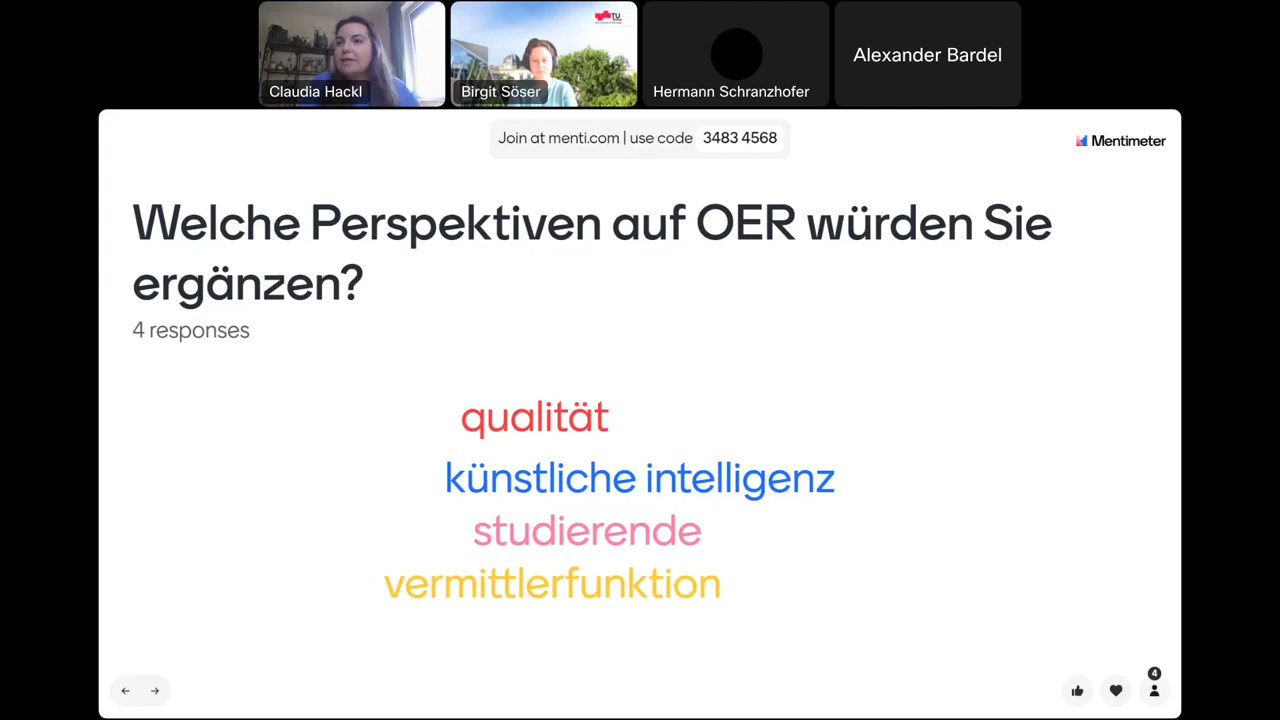 TU
Claudia Hackl
Birgit Söser
Hermann Schranzhofer
Alexander Bardel
Join at menti.com | use code 3483 4568
Mentimeter
Welche Perspektiven auf OER würden Sie
ergänzen?
4 responses
qualität
künstliche intelligenz
studierende
vermittlerfunktion
4